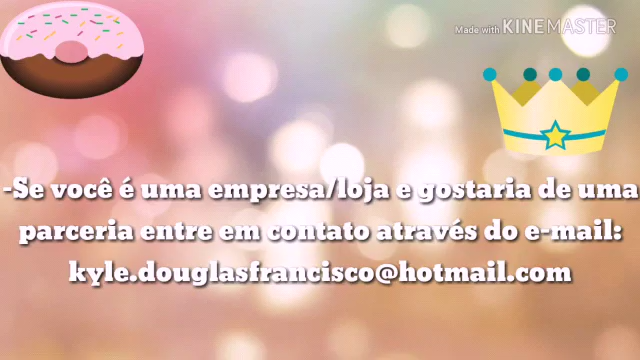 Made with KINEMASTER
-Se você é uma empresa/loja e gostaria de uma
parceria entre em contato através do e-mail:
kyle.douglasfrancisco@hotmail.com